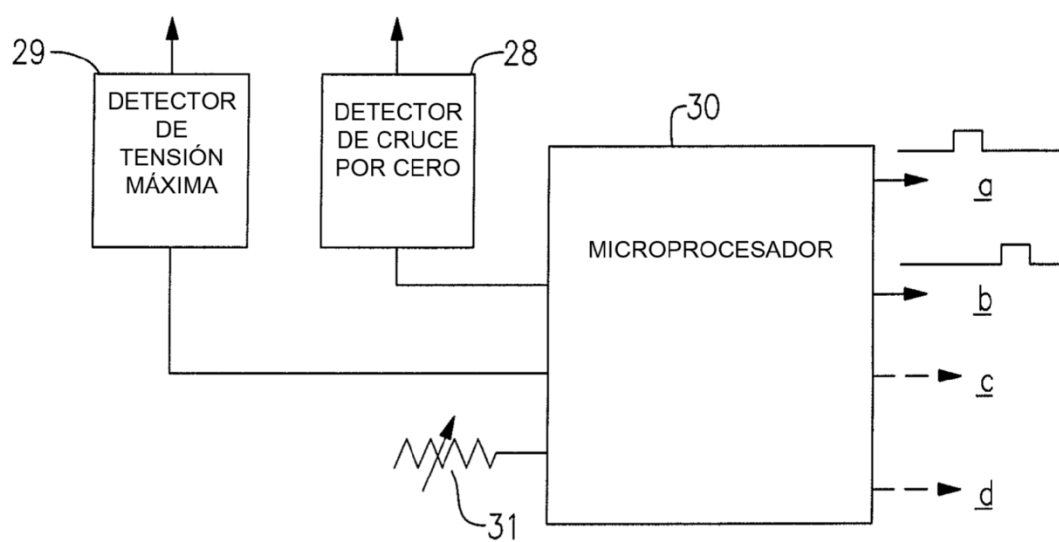 29
DETECTOR
DE
TENSIÓN
MÁXIMA
28
DETECTOR
DE CRUCE
POR CERO
30
MICROPROCESADOR
a
b
c
d
31